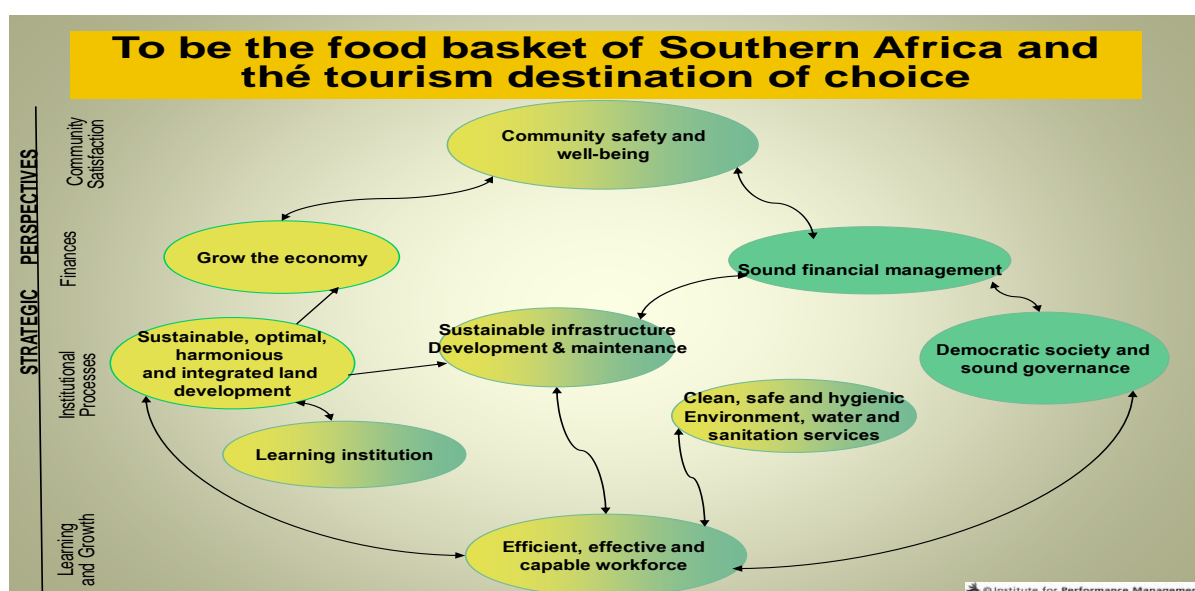 To be the food basket of Southern Africa and
thé tourism destination of choice
STRATEGIC PERSPECTIVES
Community
Satisfaction
Finances
Institutional
Processes
Learning
and Growth
Community safety and
well-being
Grow the economy
Sound financial management
Sustainable, optimal,
harmonious
and integrated land
development
Sustainable infrastructure
Development & maintenance
Democratic society and
sound governance
Clean, safe and hygienic
Environment, water and
sanitation services
Learning institution
Efficient, effective and
capable workforce
© Institute for Performance Managemen